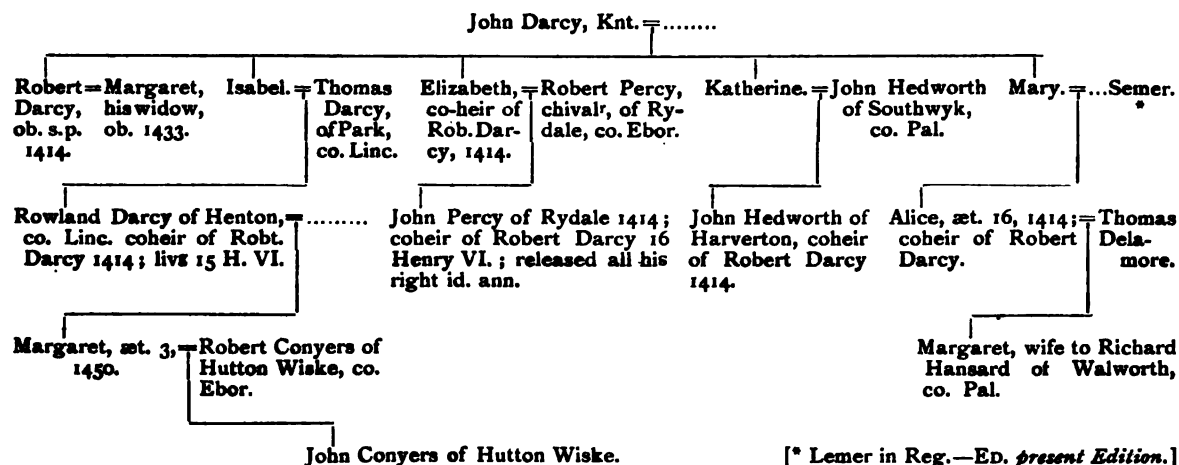 John Darcy, Knt. = ........
Robert = Margaret,
Darcy, his widow,
ob. s.p. ob. 1433.
1414.
Isabel. = Thomas
Darcy,
of Park,
co. Linc.
Elizabeth, = Robert Percy,
co-heir of chivalr, of Ry-
Rob. Dar- dale, co. Ebor.
cy, 1414.
Katherine. = John Hedworth
of Southwyk,
co. Pal.
Mary. = ...Semer.
*
Rowland Darcy of Henton, = .........
co. Linc. coheir of Robt.
Darcy 1414; livs 15 H. VI.
John Percy of Rydale 1414;
coheir of Robert Darcy 16
Henry VI.; released all his
right id. ann.
John Hedworth of
Harverton, coheir
of Robert Darcy
1414.
Alice, æt. 16, 1414; = Thomas
coheir of Robert Dela-
Darcy. more.
Margaret, æt. 3, = Robert Conyers of
1450. Hutton Wiske, co.
Ebor.
Margaret, wife to Richard
Hansard of Walworth,
co. Pal.
John Conyers of Hutton Wiske.
[* Lemer in Reg.—ED. present Edition.]